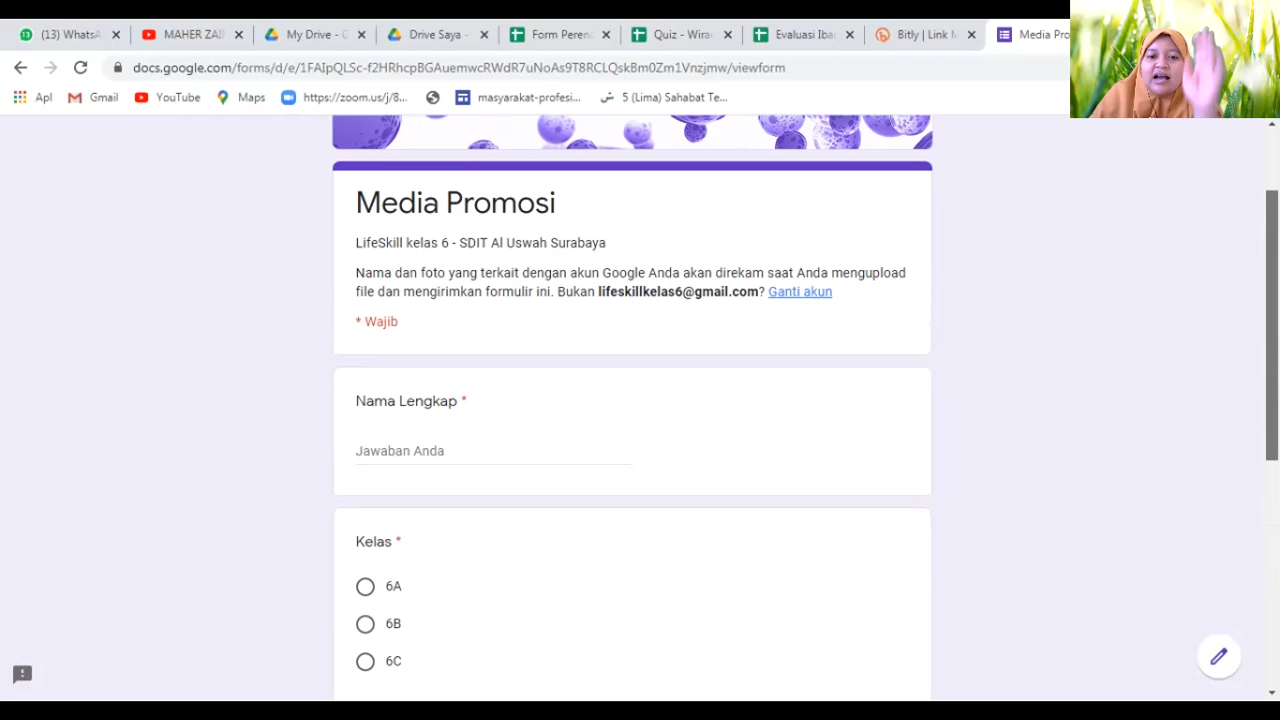 (13) WhatsA
MAHER ZAI
My Drive - G
Drive Saya -
Form Peren
Quiz - Wira
Evaluasi Iba
Bitly | Link M
Media Pro
docs.google.com/forms/d/e/1FAIpQLSc-f2HRhcpBGAueuwcRWdR7uNoAs9T8RCLQskBm0Zm1Vnzjmw/viewform
Apl
Gmail
YouTube
Maps
https://zoom.us/j/8...
masyarakat-profesi...
5 (Lima) Sahabat Te...
Media Promosi
LifeSkill kelas 6 - SDIT Al Uswah Surabaya
Nama dan foto yang terkait dengan akun Google Anda akan direkam saat Anda mengupload
file dan mengirimkan formulir ini. Bukan lifeskillkelas6@gmail.com? Ganti akun
* Wajib
Nama Lengkap *
Jawaban Anda
Kelas *
6A
6B
6C